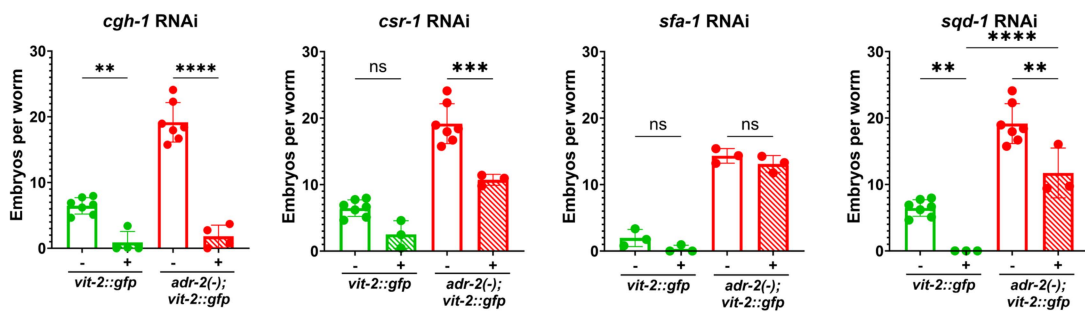 cgh-1 RNAi
Embryos per worm
30
20
10
0
**
****
- + - +
vit-2::gfp
adr-2(-);
vit-2::gfp
csr-1 RNAi
Embryos per worm
30
20
10
0
ns
***
- + - +
vit-2::gfp
adr-2(-);
vit-2::gfp
sfa-1 RNAi
Embryos per worm
30
20
10
0
ns
ns
- + - +
vit-2::gfp
adr-2(-);
vit-2::gfp
sqd-1 RNAi
Embryos per worm
30
20
10
0
****
**
**
- + - +
vit-2::gfp
adr-2(-);
vit-2::gfp